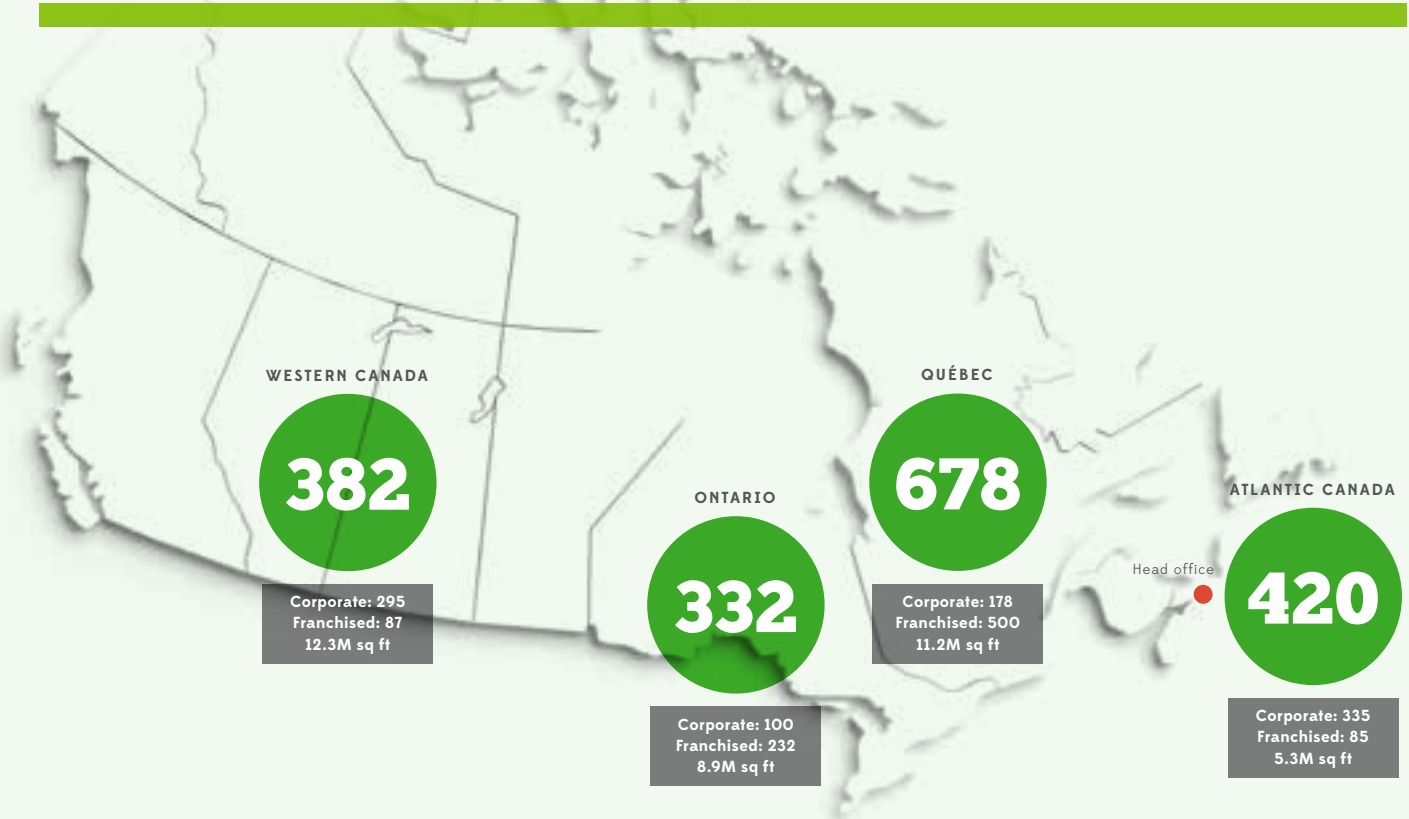 WESTERN CANADA
382
Corporate: 295
Franchised: 87
12.3M sq ft
ONTARIO
332
Corporate: 100
Franchised: 232
8.9M sq ft
QUÉBEC
678
Corporate: 178
Franchised: 500
11.2M sq ft
ATLANTIC CANADA
Head office
420
Corporate: 335
Franchised: 85
5.3M sq ft